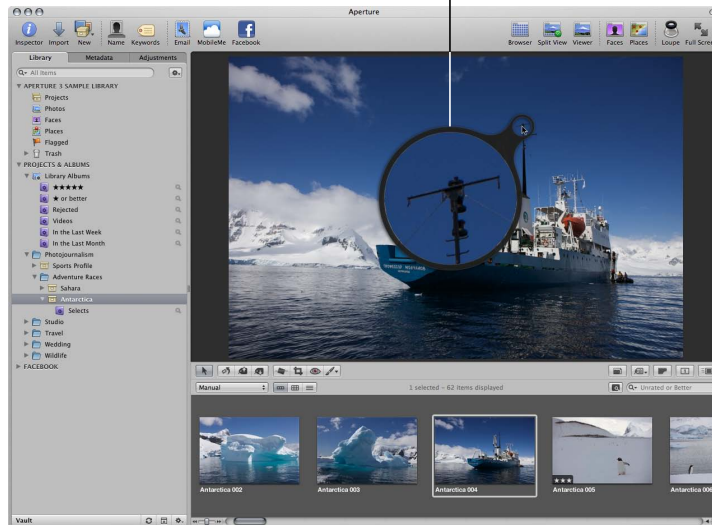 Aperture
Inspector Import New Name Keywords Email MobileMe Facebook Browser Split View Viewer Faces Places Loupe Full Scree
Library Metadata Adjustments
All Items
APERTURE 3 SAMPLE LIBRARY
Projects
Photos
Faces
Places
Flagged
Trash
PROJECTS & ALBUMS
Library Albums
★★★★★
★ or better
Rejected
Videos
In the Last Week
In the Last Month
Photojournalism
Sports Profile
Adventure Races
Sahara
Antarctica
Selects
Studio
Travel
Wedding
Wildlife
FACEBOOK
Manual 1 selected - 62 items displayed Unrated or Better
Antarctica 002 Antarctica 003 Antarctica 004 Antarctica 005 Antarctica 006
Vault